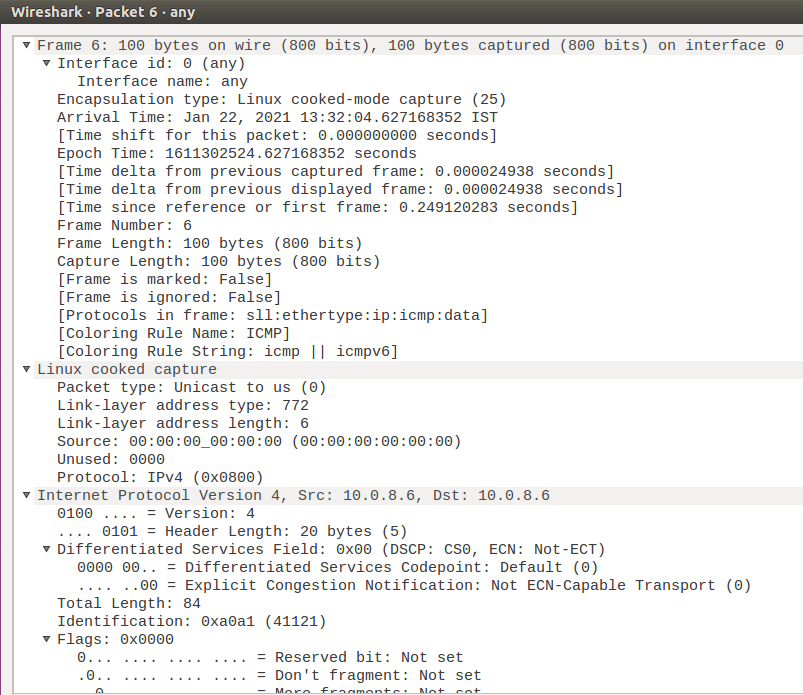 Wireshark · Packet 6 · any
Frame 6: 100 bytes on wire (800 bits), 100 bytes captured (800 bits) on interface 0
Interface id: 0 (any)
Interface name: any
Encapsulation type: Linux cooked-mode capture (25)
Arrival Time: Jan 22, 2021 13:32:04.627168352 IST
[Time shift for this packet: 0.000000000 seconds]
Epoch Time: 1611302524.627168352 seconds
[Time delta from previous captured frame: 0.000024938 seconds]
[Time delta from previous displayed frame: 0.000024938 seconds]
[Time since reference or first frame: 0.249120283 seconds]
Frame Number: 6
Frame Length: 100 bytes (800 bits)
Capture Length: 100 bytes (800 bits)
[Frame is marked: False]
[Frame is ignored: False]
[Protocols in frame: sll:ethertype:ip:icmp:data]
[Coloring Rule Name: ICMP]
[Coloring Rule String: icmp || icmpv6]
Linux cooked capture
Packet type: Unicast to us (0)
Link-layer address type: 772
Link-layer address length: 6
Source: 00:00:00_00:00:00 (00:00:00:00:00:00)
Unused: 0000
Protocol: IPv4 (0x0800)
Internet Protocol Version 4, Src: 10.0.8.6, Dst: 10.0.8.6
0100 .... = Version: 4
.... 0101 = Header Length: 20 bytes (5)
Differentiated Services Field: 0x00 (DSCP: CS0, ECN: Not-ECT)
0000 00.. = Differentiated Services Codepoint: Default (0)
.... ..00 = Explicit Congestion Notification: Not ECN-Capable Transport (0)
Total Length: 84
Identification: 0xa0a1 (41121)
Flags: 0x0000
0... .... .... .... = Reserved bit: Not set
.0.. .... .... .... = Don't fragment: Not set
..0. .... .... .... = More fragments: Not set